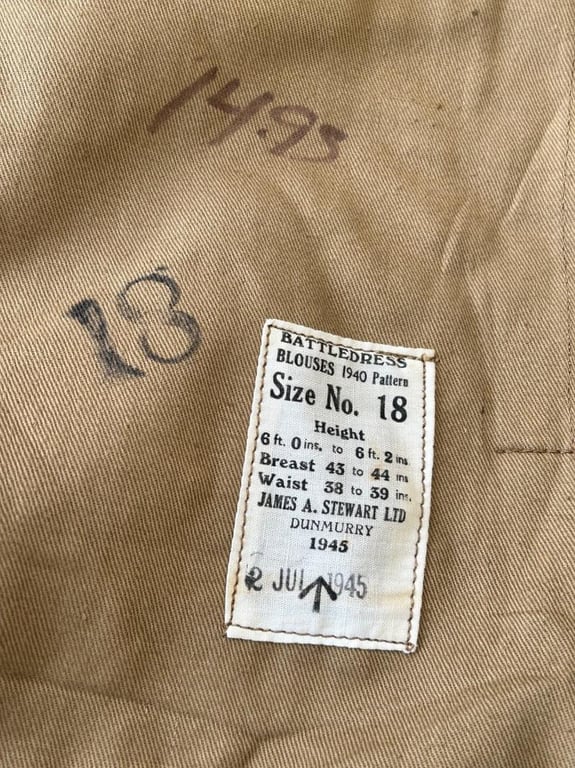 14.95
18
BATTLEDRESS
BLOUSES 1940 Pattern
Size No. 18
Height
6 ft. 0 ins. to 6 ft. 2 ins
Breast 43 to 44 ins
Waist 38 to 39 ins.
JAMES A. STEWART LTD
DUNMURRY
1945
2 JUL 1945